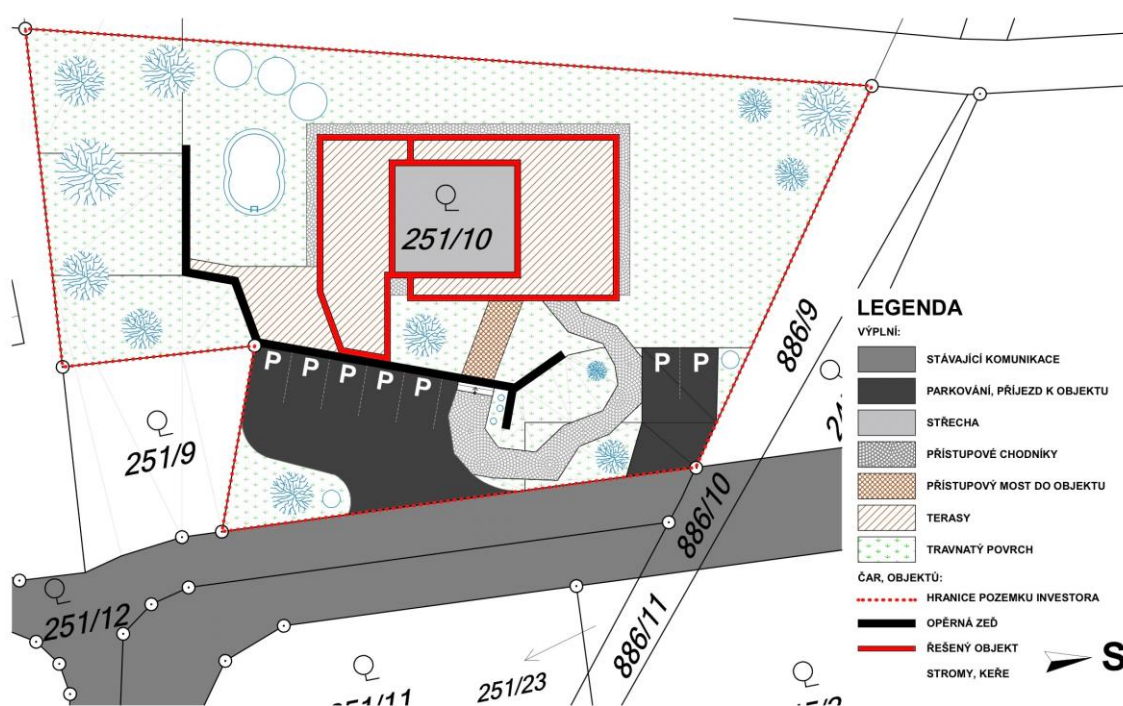 251/10
P P P P P
P P
251/9
251/12
251/11
251/23
886/9
886/10
886/11
LEGENDA
VÝPLNÍ:
STÁVAJÍCÍ KOMUNIKACE
PARKOVÁNÍ, PŘÍJEZD K OBJEKTU
STŘECHA
PŘÍSTUPOVÉ CHODNÍKY
PŘÍSTUPOVÝ MOST DO OBJEKTU
TERASY
TRAVNATÝ POVRCH
ČAR, OBJEKTŮ:
HRANICE POZEMKU INVESTORA
OPĚRNÁ ZEĎ
ŘEŠENÝ OBJEKT
STROMY, KEŘE
S